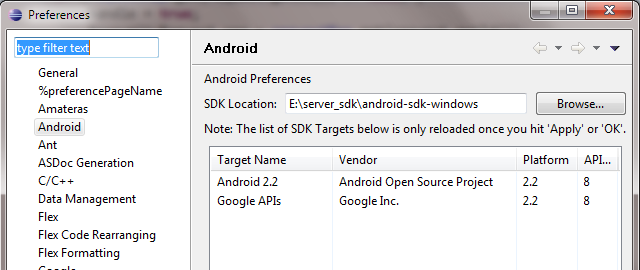 Preferences
type filter text
General
%preferencePageName
Amateras
Android
Ant
ASDoc Generation
C/C++
Data Management
Flex
Flex Code Rearranging
Flex Formatting
Android
Android Preferences
SDK Location: E:\server_sdk\android-sdk-windows Browse...
Note: The list of SDK Targets below is only reloaded once you hit 'Apply' or 'OK'.
Target Name Vendor Platform API...
Android 2.2 Android Open Source Project 2.2 8
Google APIs Google Inc. 2.2 8